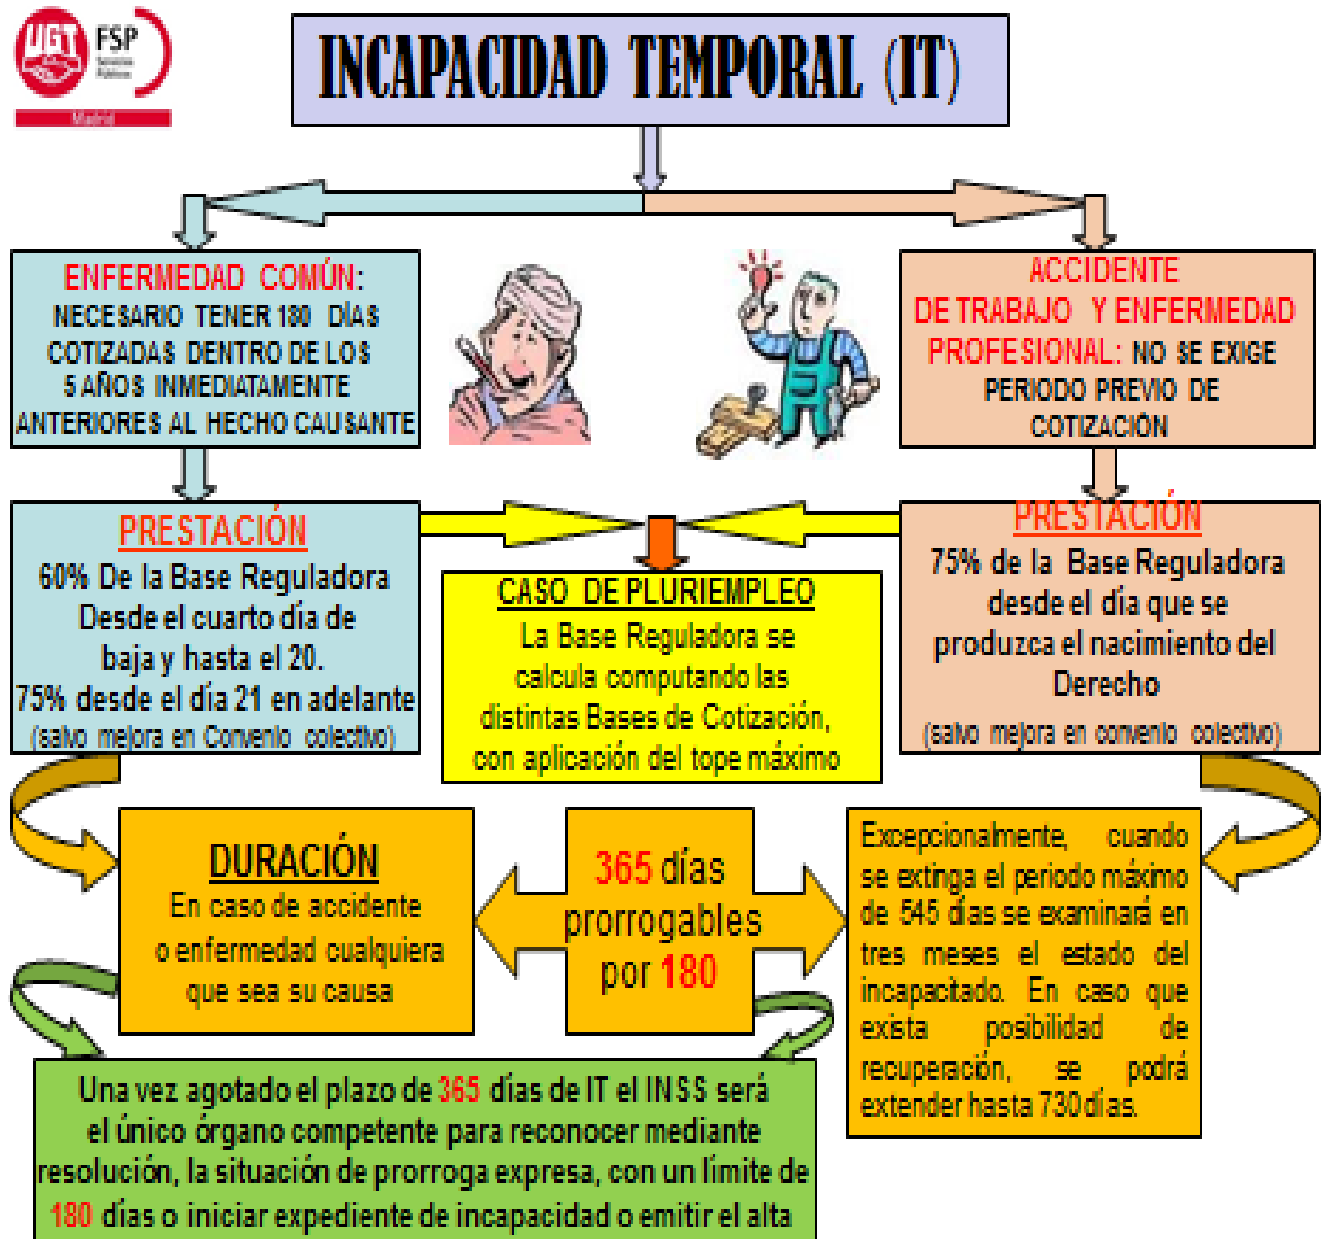 UGT
FSP
Servicios
Públicos
Madrid
INCAPACIDAD TEMPORAL (IT)
ENFERMEDAD COMÚN:
NECESARIO TENER 180 DÍAS
COTIZADAS DENTRO DE LOS
5 AÑOS INMEDIATAMENTE
ANTERIORES AL HECHO CAUSANTE
ACCIDENTE
DE TRABAJO Y ENFERMEDAD
PROFESIONAL: NO SE EXIGE
PERIODO PREVIO DE
COTIZACIÓN
PRESTACIÓN
60% De la Base Reguladora
Desde el cuarto día de
baja y hasta el 20.
75% desde el día 21 en adelante
(salvo mejora en Convenio colectivo)
CASO DE PLURIEMPLEO
La Base Reguladora se
calcula computando las
distintas Bases de Cotización,
con aplicación del tope máximo
PRESTACIÓN
75% de la Base Reguladora
desde el día que se
produzca el nacimiento del
Derecho
(salvo mejora en convenio colectivo)
DURACIÓN
En caso de accidente
o enfermedad cualquiera
que sea su causa
365 días
prorrogables
por 180
Excepcionalmente, cuando
se extinga el periodo máximo
de 545 días se examinará en
tres meses el estado del
incapacitado. En caso que
exista posibilidad de
recuperación, se podrá
extender hasta 730 días.
Una vez agotado el plazo de 365 días de IT el INSS será
el único órgano competente para reconocer mediante
resolución, la situación de prorroga expresa, con un límite de
180 días o iniciar expediente de incapacidad o emitir el alta